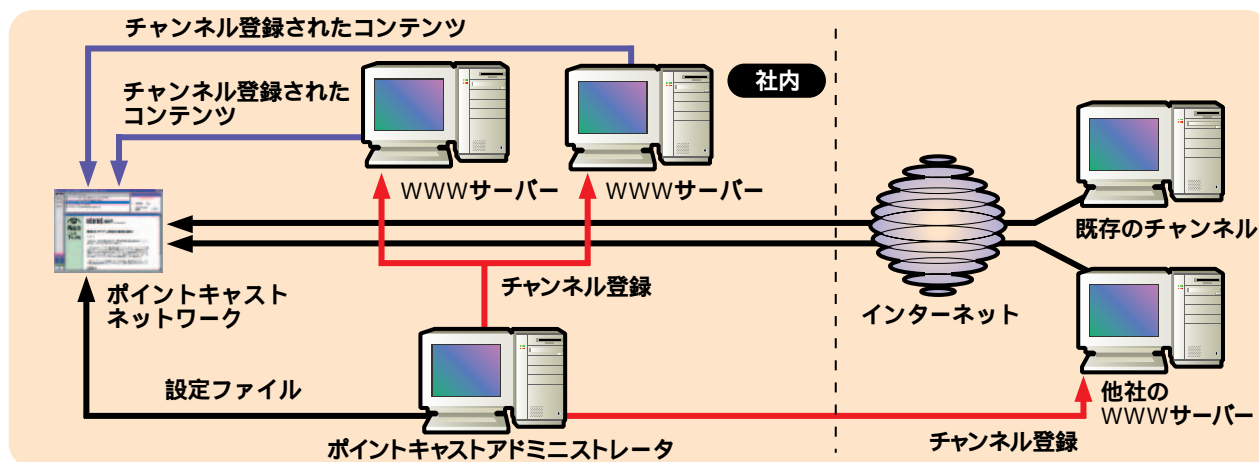 チャンネル登録されたコンテンツ
チャンネル登録された
コンテンツ
社内
WWWサーバー
WWWサーバー
既存のチャンネル
チャンネル登録
インターネット
ポイントキャスト
ネットワーク
設定ファイル
他社の
WWWサーバー
ポイントキャストアドミニストレータ
チャンネル登録